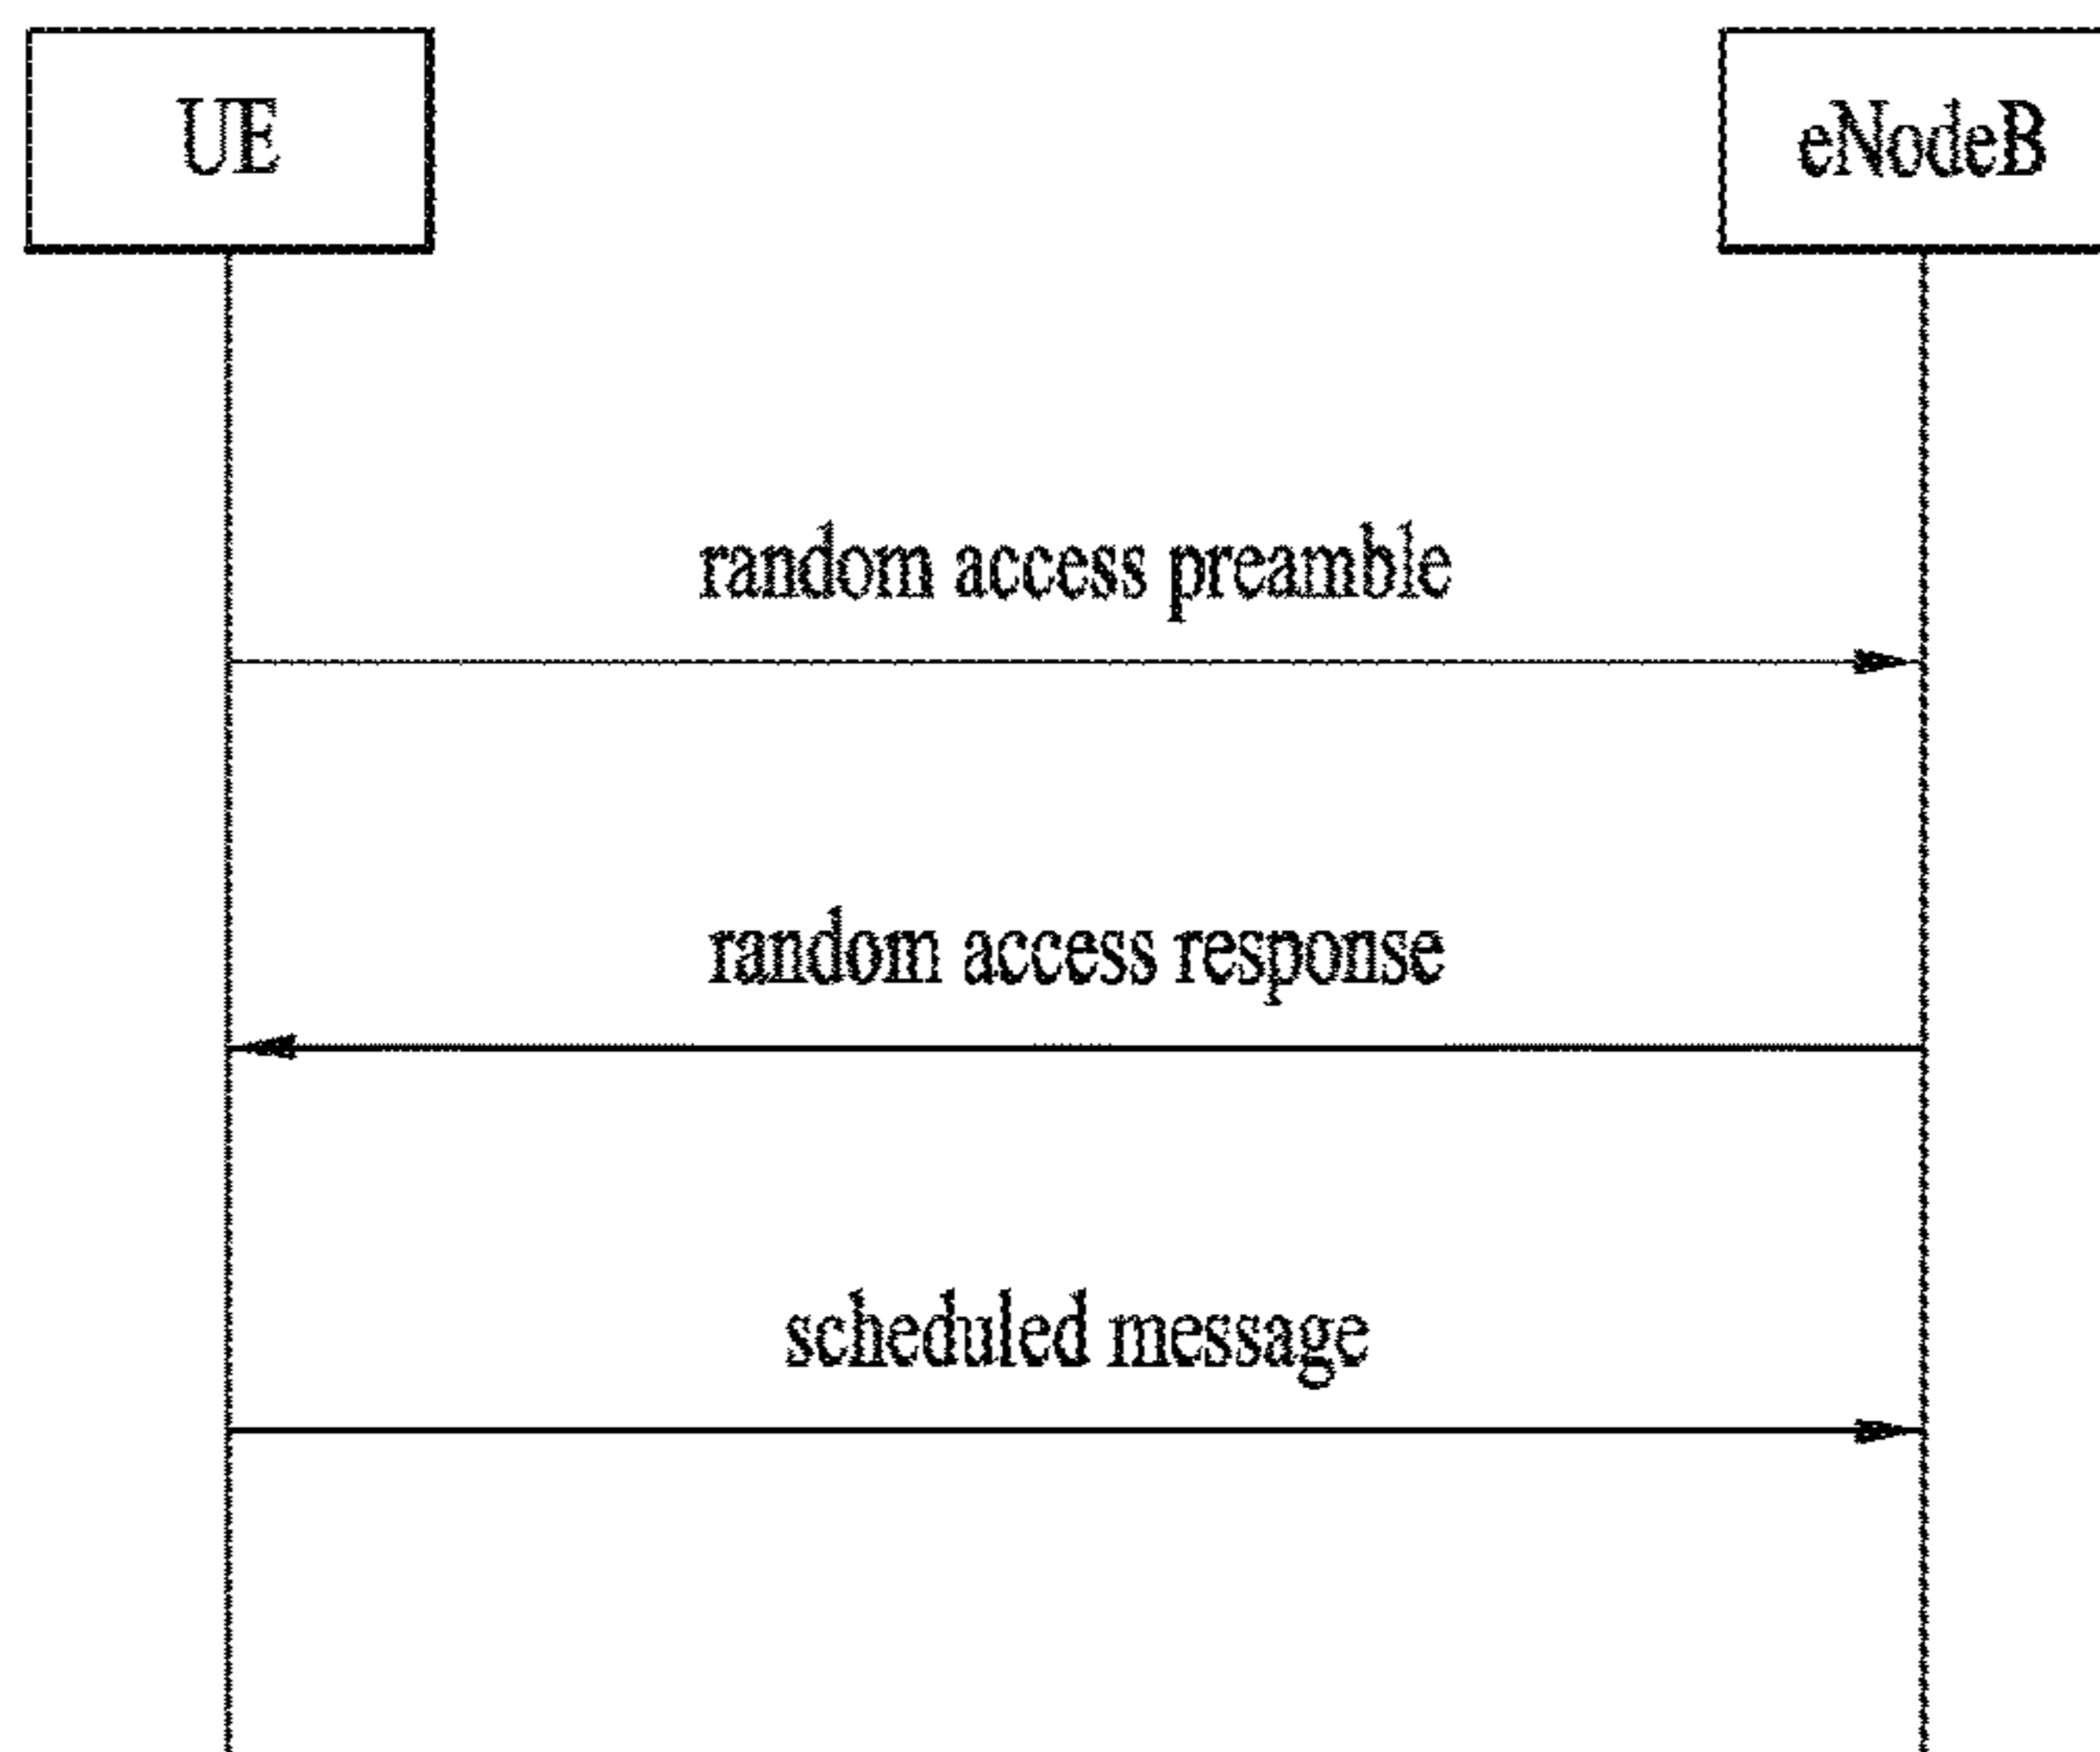 UE
eNodeB
random access preamble
random access response
scheduled message